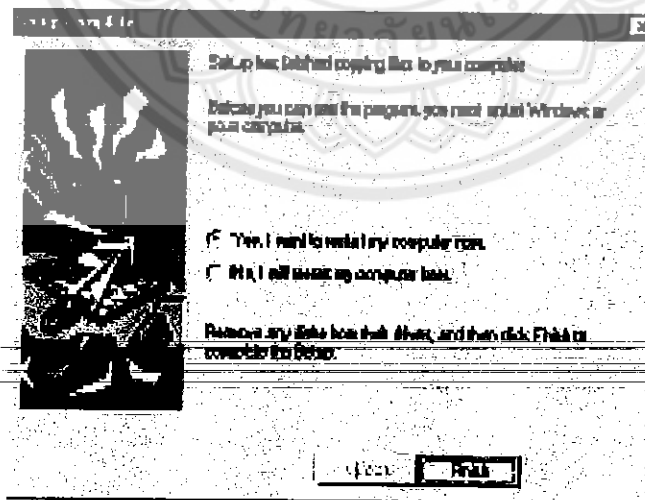 Setup has finished copying files to your computer.
Before you can use the program, you must restart Windows or
your computer.
Yes, I want to restart my computer now.
No, I will restart my computer later.
Remove any disks from their drives, and then click Finish to
complete the Setup.
Finish